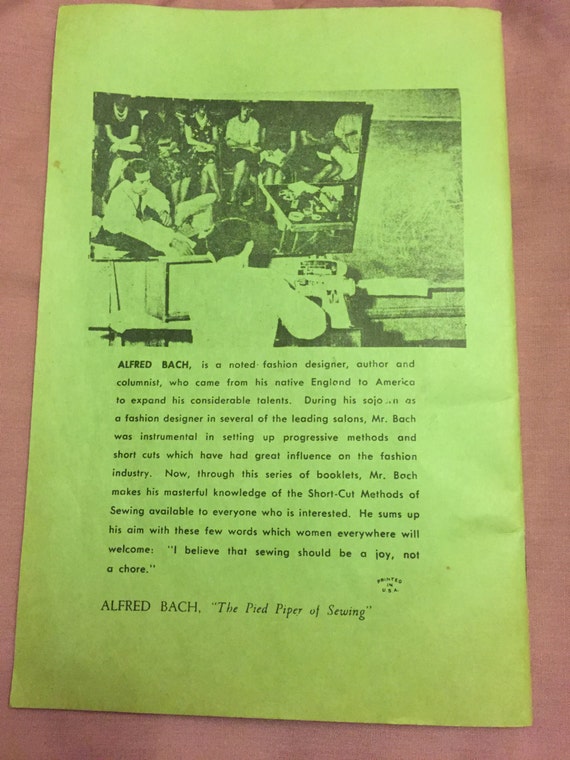 ALFRED BACH, is a noted fashion designer, author and
columnist, who came from his native England to America
to expand his considerable talents. During his sojourn as
a fashion designer in several of the leading salons, Mr. Bach
was instrumental in setting up progressive methods and
short cuts which have had great influence on the fashion
industry. Now, through this series of booklets, Mr. Bach
makes his masterful knowledge of the Short-Cut Methods of
Sewing available to everyone who is interested. He sums up
his aim with these few words which women everywhere will
welcome: "I believe that sewing should be a joy, not
a chore."
PRINTED
IN
U.S.A.
ALFRED BACH, "The Pied Piper of Sewing"